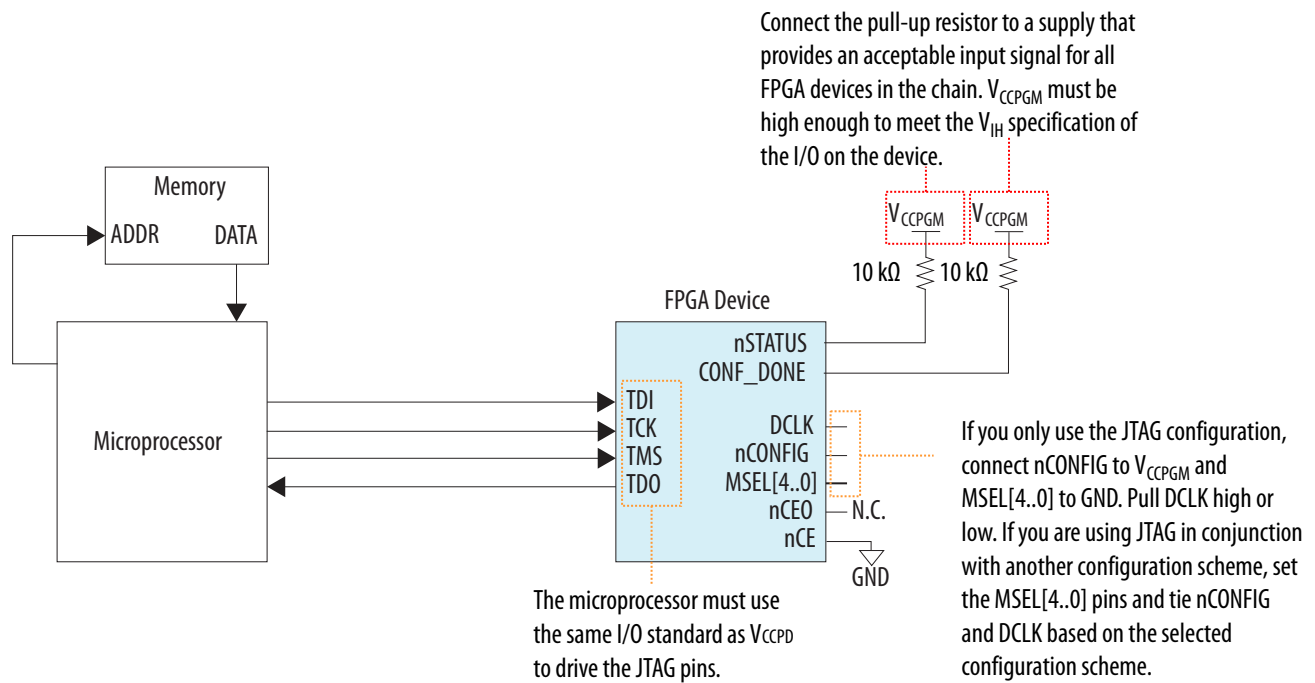 Connect the pull-up resistor to a supply that
provides an acceptable input signal for all
FPGA devices in the chain. VCCPGM must be
high enough to meet the VIH specification of
the I/O on the device.
Memory
ADDR DATA
VCCPGM VCCPGM
10 kΩ 10 kΩ
FPGA Device
nSTATUS
CONF_DONE
Microprocessor
TDI
TCK
TMS
TDO
DCLK
nCONFIG
MSEL[4..0]
nCEO N.C.
nCE
GND
If you only use the JTAG configuration,
connect nCONFIG to VCCPGM and
MSEL[4..0] to GND. Pull DCLK high or
low. If you are using JTAG in conjunction
with another configuration scheme, set
the MSEL[4..0] pins and tie nCONFIG
and DCLK based on the selected
configuration scheme.
The microprocessor must use
the same I/O standard as VCCPD
to drive the JTAG pins.